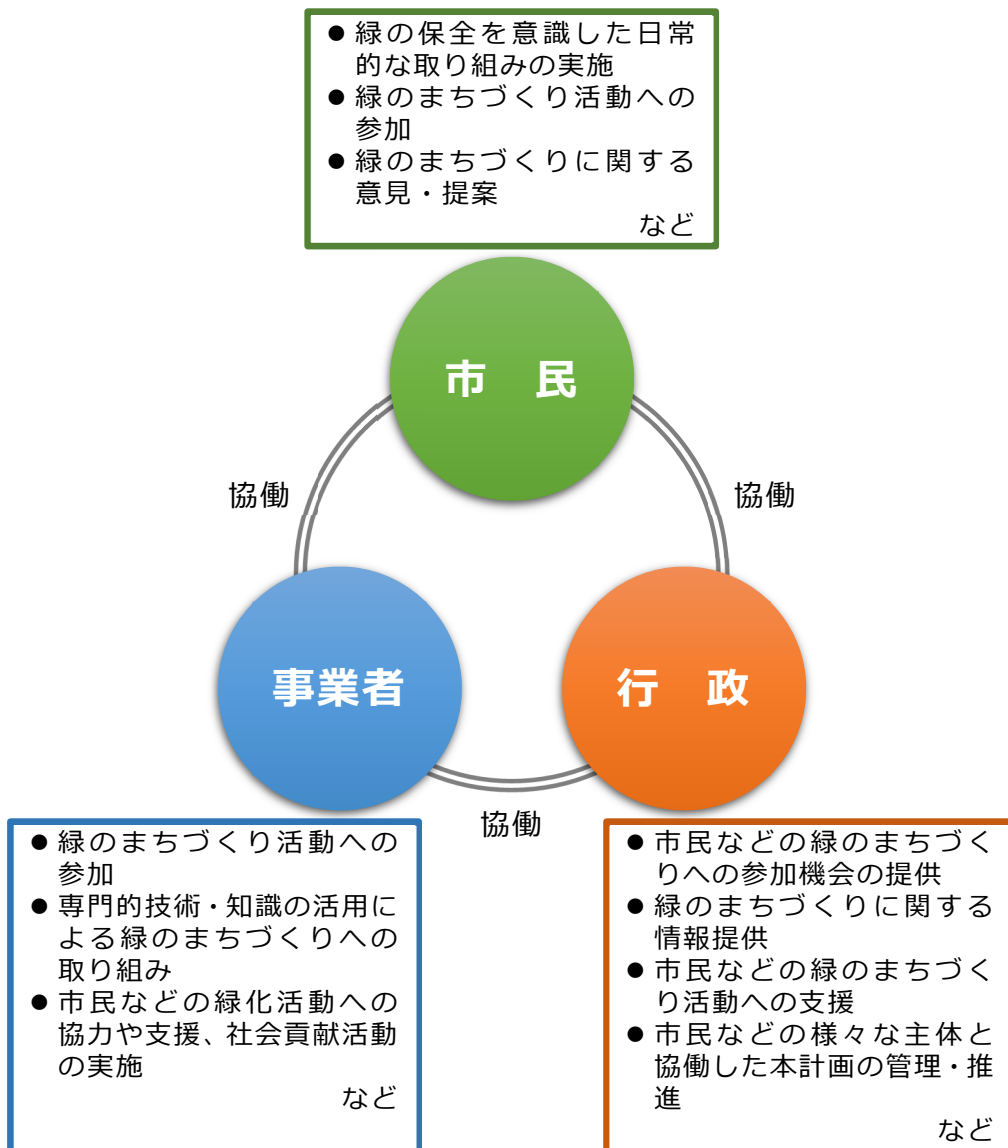 ● 緑の保全を意識した日常
的な取り組みの実施
● 緑のまちづくり活動への
参加
● 緑のまちづくりに関する
意見・提案
など
市　民
協働
協働
事業者
行　政
協働
● 緑のまちづくり活動への
参加
● 専門的技術・知識の活用に
よる緑のまちづくりへの
取り組み
● 市民などの緑化活動への
協力や支援、社会貢献活動
の実施
など
● 市民などの緑のまちづく
りへの参加機会の提供
● 緑のまちづくりに関する
情報提供
● 市民などの緑のまちづく
り活動への支援
● 市民などの様々な主体と
協働した本計画の管理・推
進
など